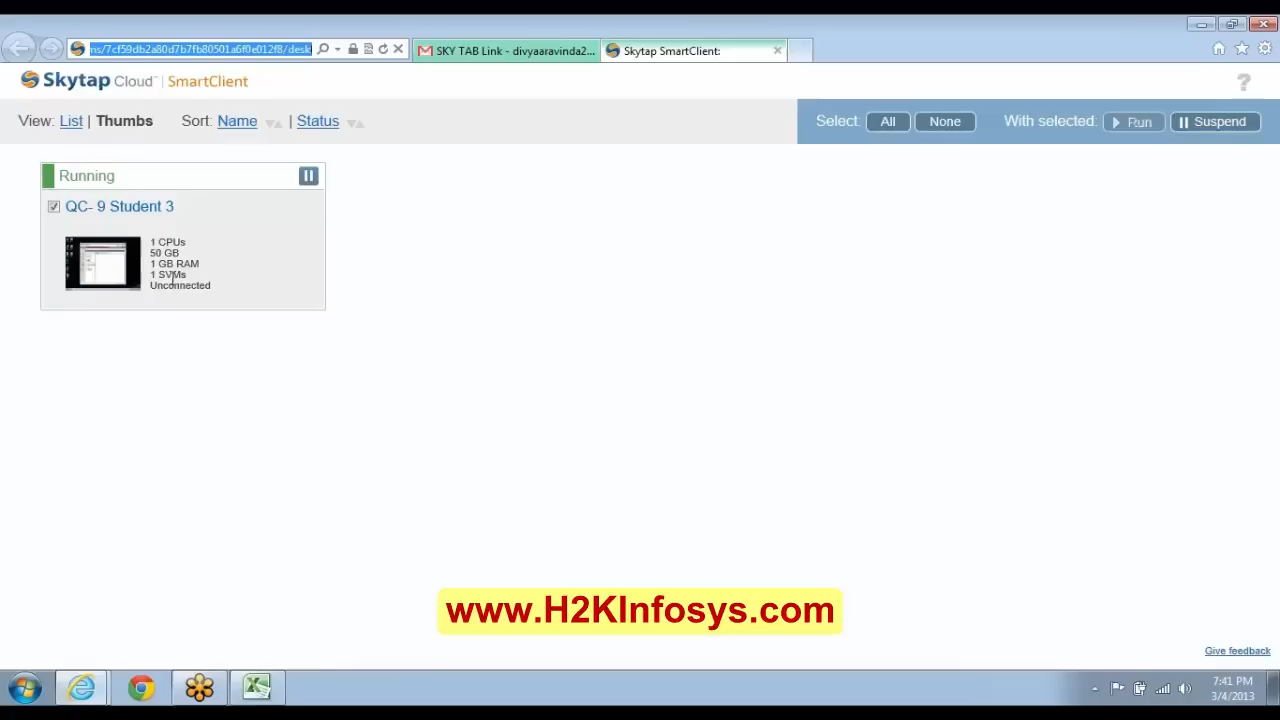 ns/7cf59db2a80d7b7fb80501a6f0e012f8/desk
SKY TAB Link - divyaaravinda2...
Skytap SmartClient:
Skytap Cloud™ | SmartClient
?
View: List | Thumbs Sort: Name | Status
Select: All None With selected: Run Suspend
Running
QC- 9 Student 3
1 CPUs
50 GB
1 GB RAM
1 SVMs
Unconnected
www.H2KInfosys.com
Give feedback
7:41 PM
3/4/2013